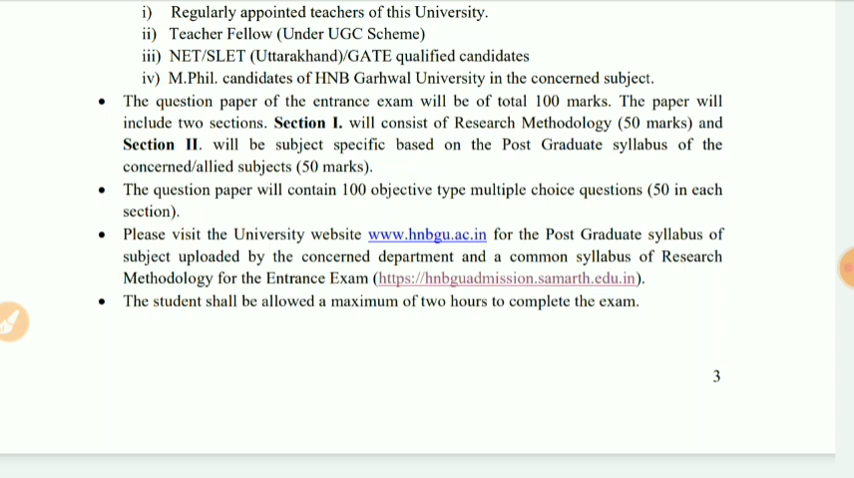 i) Regularly appointed teachers of this University.
ii) Teacher Fellow (Under UGC Scheme)
iii) NET/SLET (Uttarakhand)/GATE qualified candidates
iv) M.Phil. candidates of HNB Garhwal University in the concerned subject.
• The question paper of the entrance exam will be of total 100 marks. The paper will
include two sections. Section I. will consist of Research Methodology (50 marks) and
Section II. will be subject specific based on the Post Graduate syllabus of the
concerned/allied subjects (50 marks).
• The question paper will contain 100 objective type multiple choice questions (50 in each
section).
• Please visit the University website www.hnbgu.ac.in for the Post Graduate syllabus of
subject uploaded by the concerned department and a common syllabus of Research
Methodology for the Entrance Exam (https://hnbguadmission.samarth.edu.in).
• The student shall be allowed a maximum of two hours to complete the exam.
3